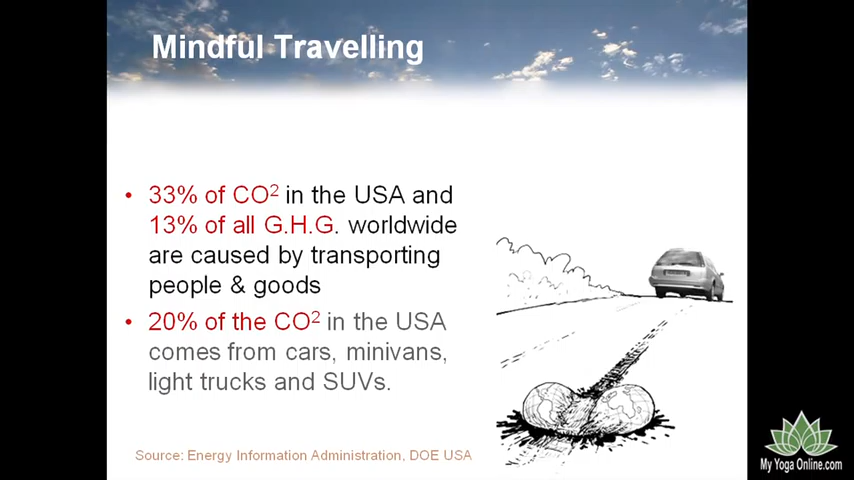 Mindful Travelling
• 33% of CO² in the USA and
13% of all G.H.G. worldwide
are caused by transporting
people & goods
• 20% of the CO² in the USA
comes from cars, minivans,
light trucks and SUVs.
Source: Energy Information Administration, DOE USA
My Yoga Online.com